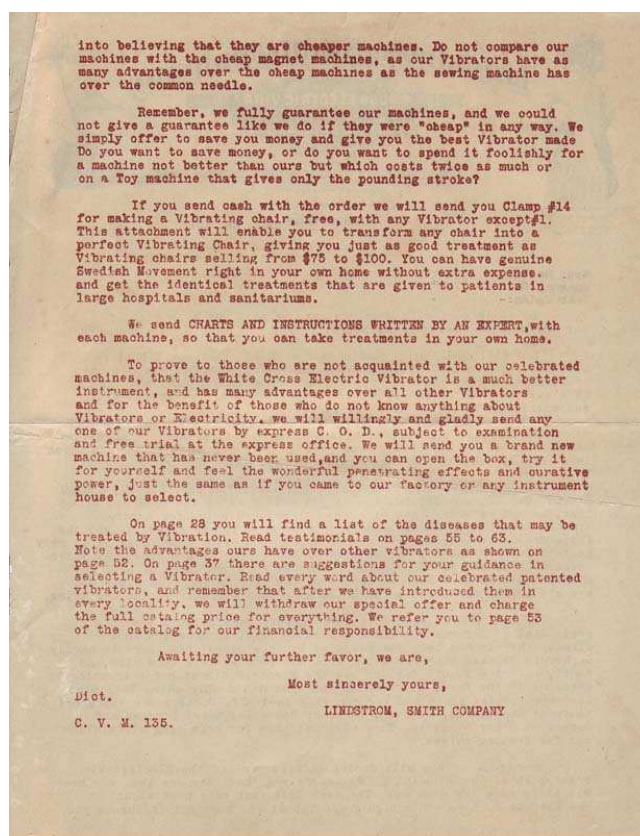 into believing that they are cheaper machines. Do not compare our
machines with the cheap magnet machines, as our Vibrators have as
many advantages over the cheap machines as the sewing machine has
over the common needle.
Remember, we fully guarantee our machines, and we could
not give a guarantee like we do if they were "cheap" in any way. We
simply offer to save you money and give you the best Vibrator made
Do you want to save money, or do you want to spend it foolishly for
a machine not better than ours but which costs twice as much or
on a Toy machine that gives only the pounding stroke?
If you send cash with the order we will send you Clamp #14
for making a Vibrating chair, free, with any Vibrator except#1.
This attachment will enable you to transform any chair into a
perfect Vibrating Chair, giving you just as good treatment as
Vibrating chairs selling from $75 to $100. You can have genuine
Swedish Movement right in your own home without extra expense.
and get the identical treatments that are given to patients in
large hospitals and sanitariums.
We send CHARTS AND INSTRUCTIONS WRITTEN BY AN EXPERT,with
each machine, so that you can take treatments in your own home.
To prove to those who are not acquainted with our celebrated
machines, that the White Cross Electric Vibrator is a much better
instrument, and has many advantages over all other Vibrators
and for the benefit of those who do not know anything about
Vibrators or Electricity, we will willingly and gladly send any
one of our Vibrators by express C. O. D., subject to examination
and free trial at the express office. We will send you a brand new
machine that has never been used,and you can open the box, try it
for yourself and feel the wonderful penetrating effects and curative
power, just the same as if you came to our factory or any instrument
house to select.
On page 28 you will find a list of the diseases that may be
treated by Vibration. Read testimonials on pages 55 to 63.
Note the advantages ours have over other vibrators as shown on
page 52. On page 37 there are suggestions for your guidance in
selecting a Vibrator. Read every word about our celebrated patented
vibrators, and remember that after we have introduced them in
every locality, we will withdraw our special offer and charge
the full catalog price for everything. We refer you to page 53
of the catalog for our financial responsibility.
Awaiting your further favor, we are,
Most sincerely yours,
Dict.
LINDSTROM, SMITH COMPANY
C. V. M. 135.